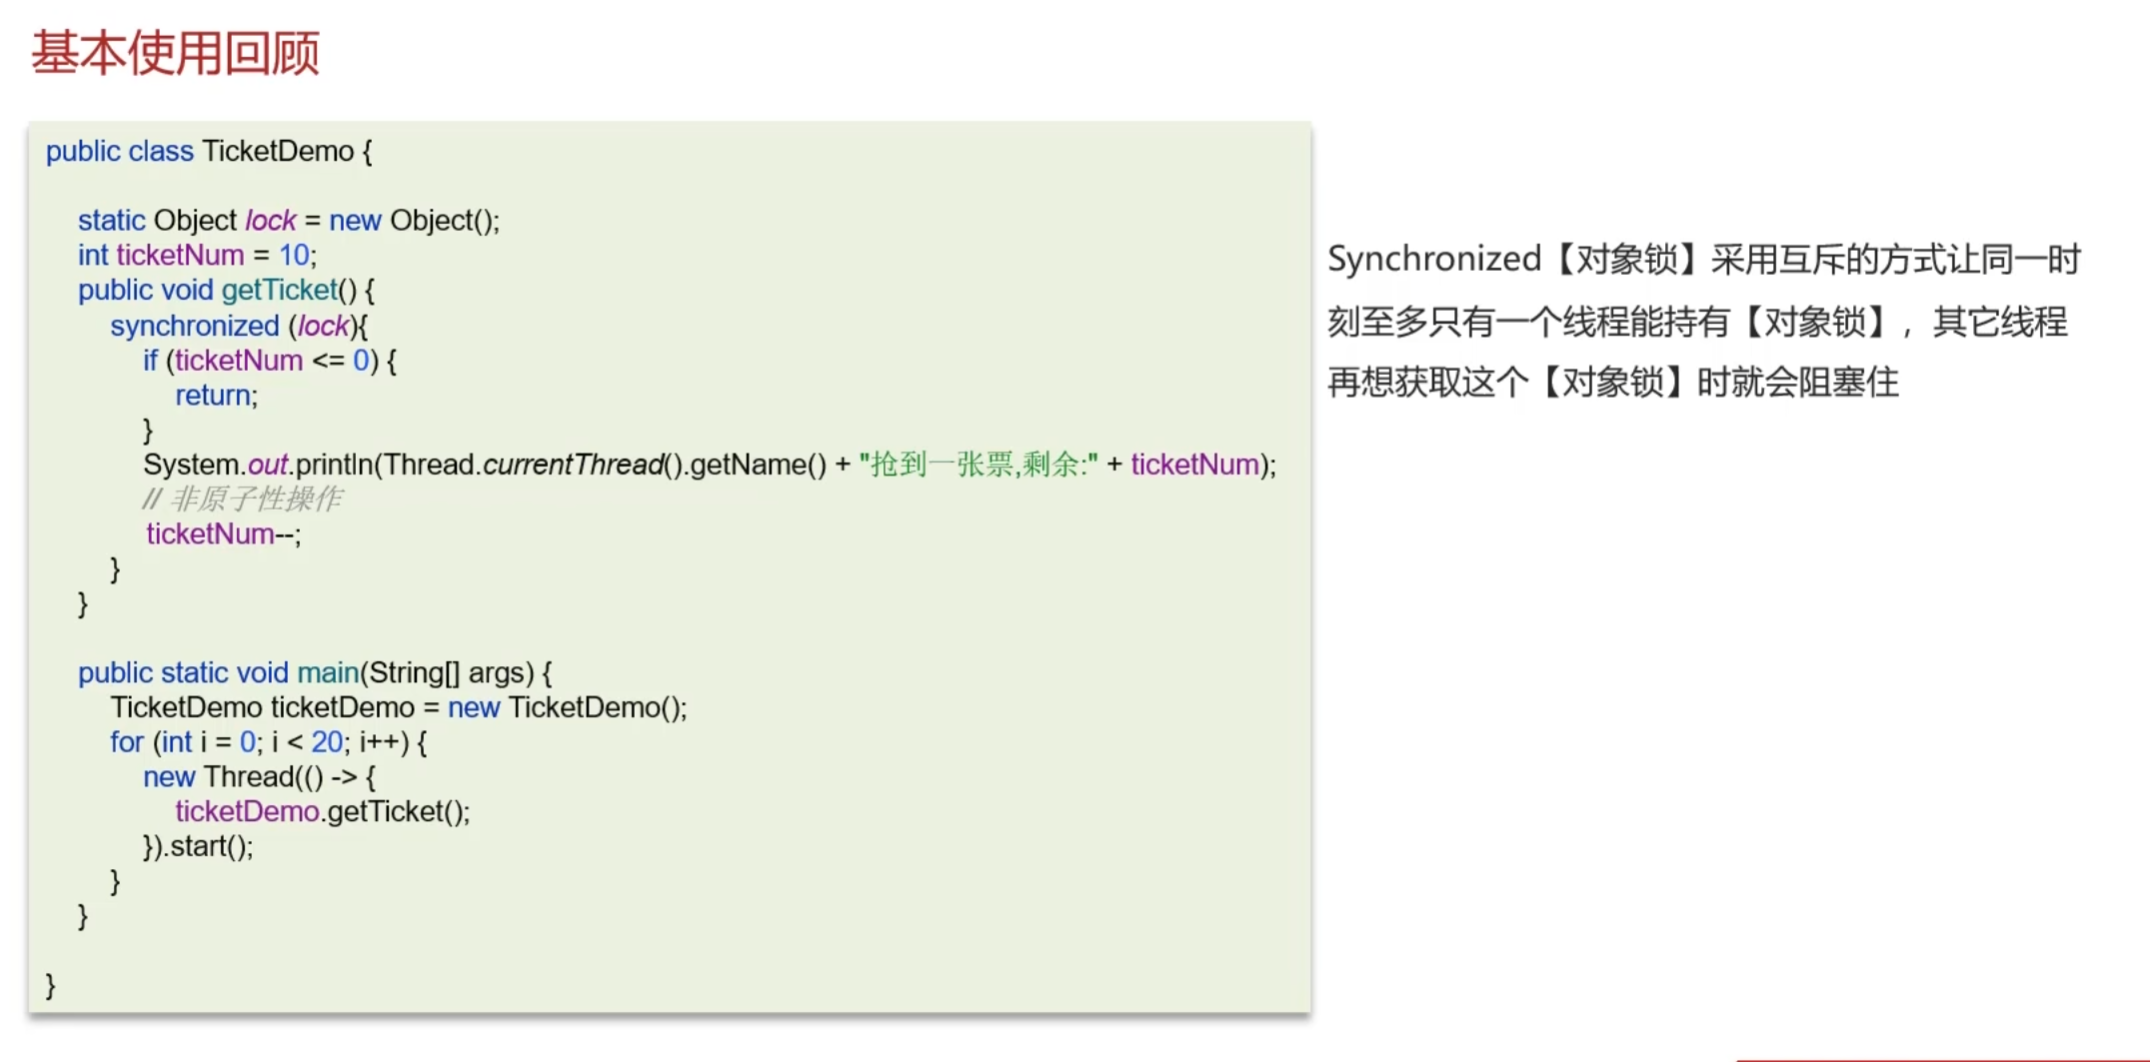 基本使用回顾
public class TicketDemo {
static Object lock = new Object();
int ticketNum = 10;
public void getTicket() {
synchronized (lock){
if (ticketNum <= 0) {
return;
}
System.out.println(Thread.currentThread().getName() + "抢到一张票,剩余:" + ticketNum);
// 非原子性操作
ticketNum--;
}
}
public static void main(String[] args) {
TicketDemo ticketDemo = new TicketDemo();
for (int i = 0; i < 20; i++) {
new Thread(() -> {
ticketDemo.getTicket();
}).start();
}
}
}
Synchronized【对象锁】采用互斥的方式让同一时
刻至多只有一个线程能持有【对象锁】，其它线程
再想获取这个【对象锁】时就会阻塞住